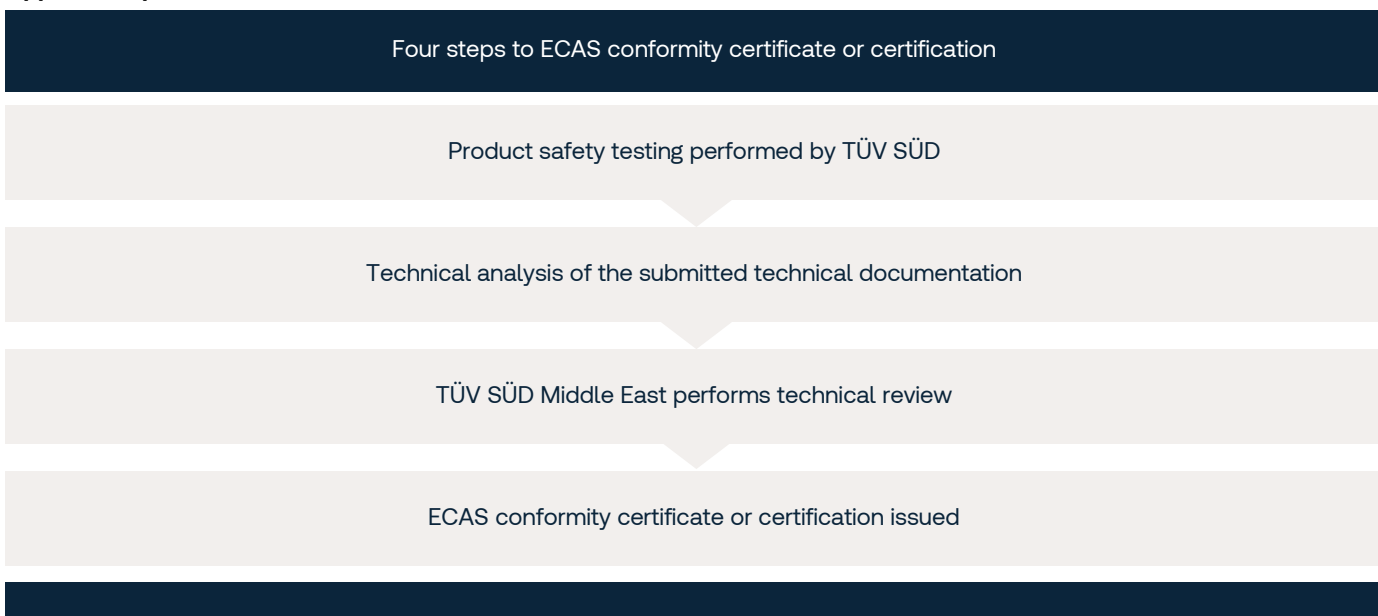 Four steps to ECAS conformity certificate or certification
Product safety testing performed by TÜV SÜD
Technical analysis of the submitted technical documentation
TÜV SÜD Middle East performs technical review
ECAS conformity certificate or certification issued